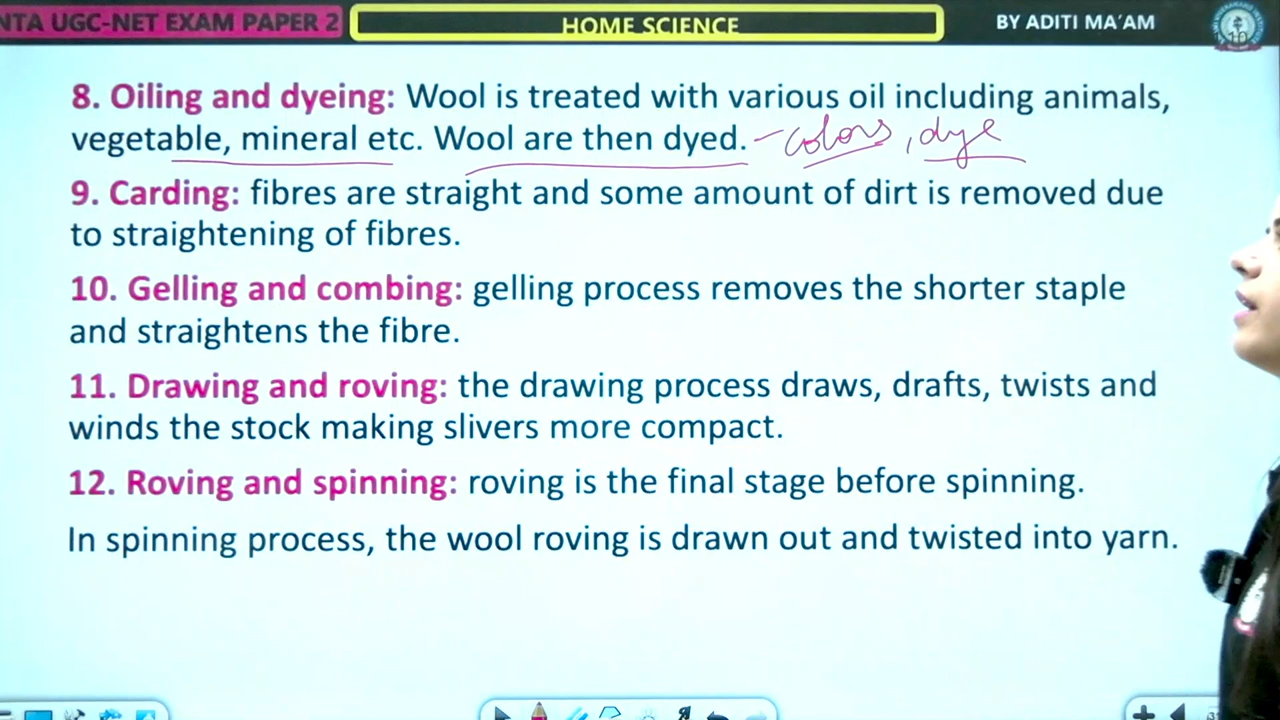 NTA UGC-NET EXAM PAPER 2
HOME SCIENCE
BY ADITI MA'AM
8. Oiling and dyeing: Wool is treated with various oil including animals,
vegetable, mineral etc. Wool are then dyed. - colors, dye
9. Carding: fibres are straight and some amount of dirt is removed due
to straightening of fibres.
10. Gelling and combing: gelling process removes the shorter staple
and straightens the fibre.
11. Drawing and roving: the drawing process draws, drafts, twists and
winds the stock making slivers more compact.
12. Roving and spinning: roving is the final stage before spinning.
In spinning process, the wool roving is drawn out and twisted into yarn.